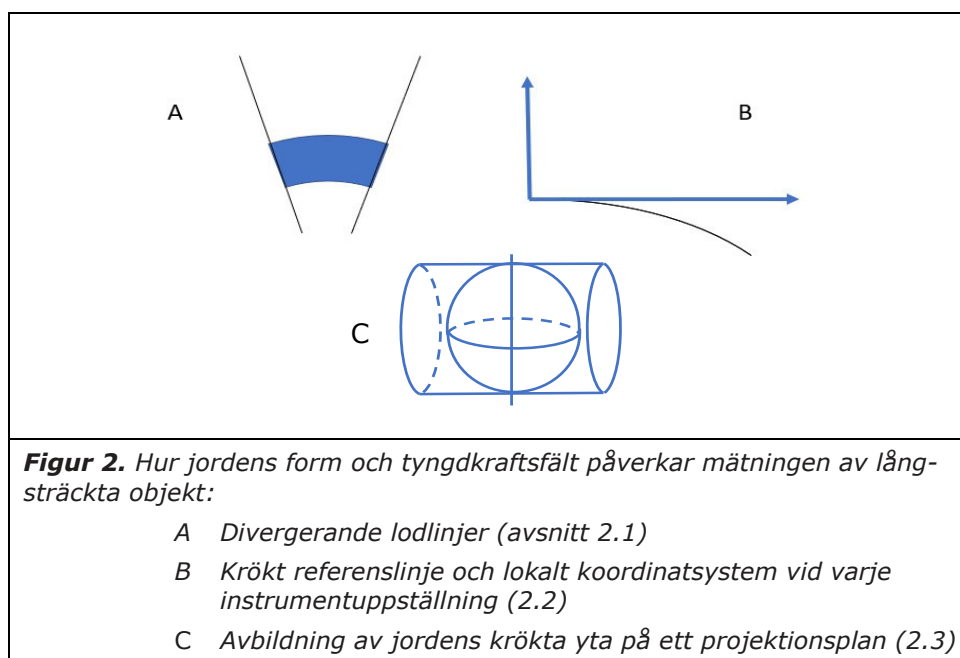 A
B
C
Figur 2. Hur jordens form och tyngdkraftsfält påverkar mätningen av lång-
sträckta objekt:
A Divergerande lodlinjer (avsnitt 2.1)
B Krökt referenslinje och lokalt koordinatsystem vid varje
instrumentuppställning (2.2)
C Avbildning av jordens krökta yta på ett projektionsplan (2.3)